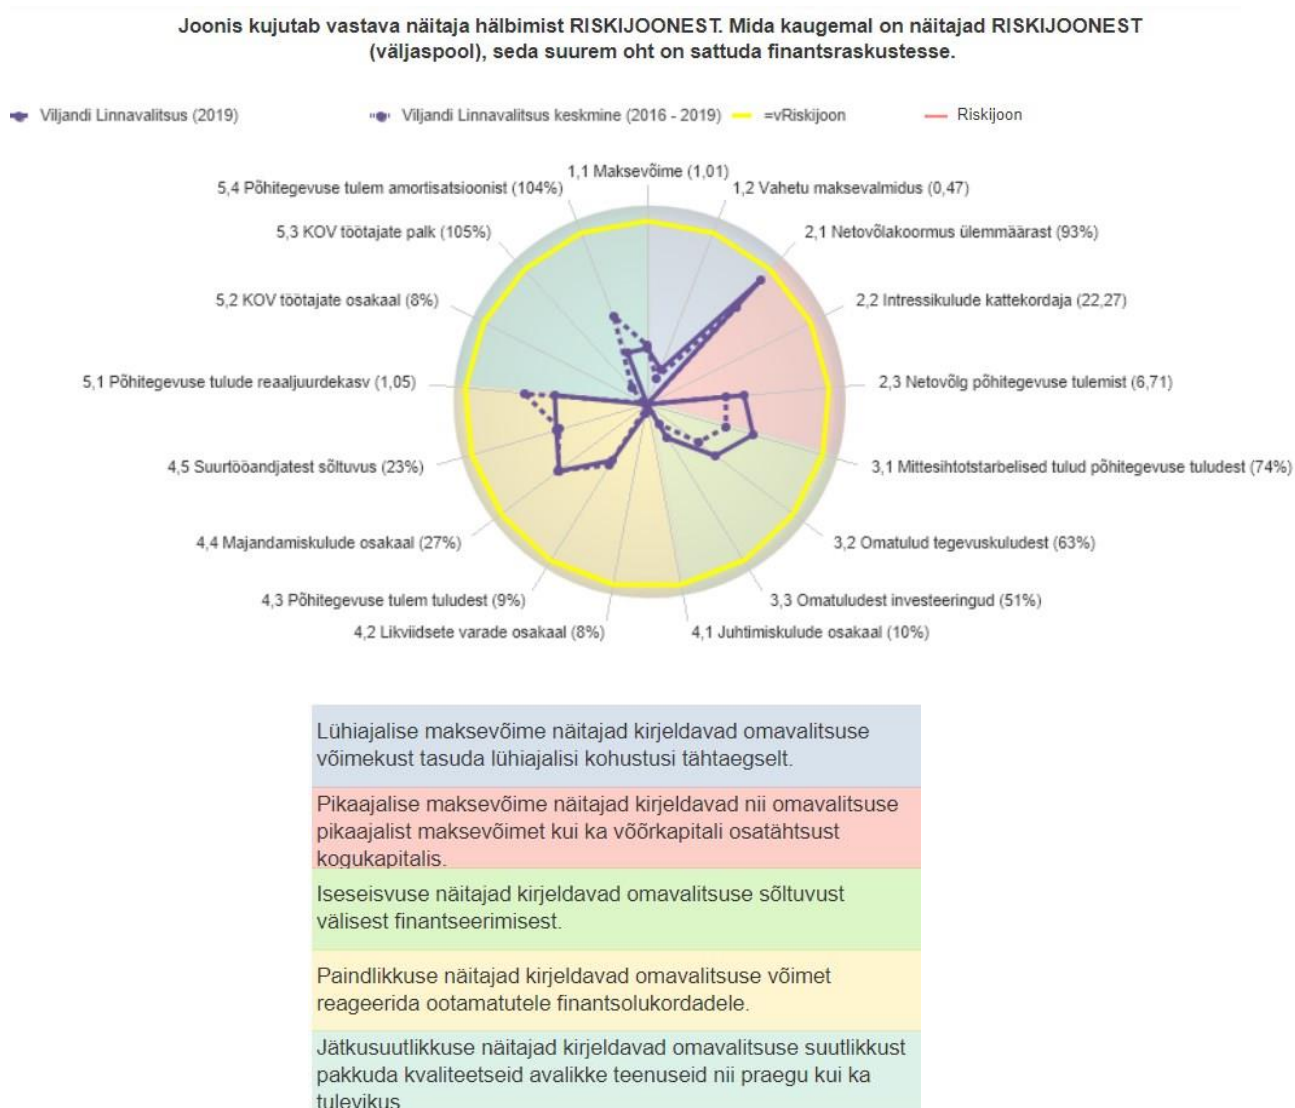 Joonis kujutab vastava näitaja hälbimist RISKIJOONEST. Mida kaugemal on näitajad RISKIJOONEST
(väljaspool), seda suurem oht on sattuda finantsraskustesse.
Viljandi Linnavalitsus (2019)
Viljandi Linnavalitsus keskmine (2016 - 2019)
=vRiskijoon
Riskijoon
1,1 Maksevõime (1,01)
5,4 Põhitegevuse tulem amortisatsioonist (104%)
1,2 Vahetu maksevalmidus (0,47)
5,3 KOV töötajate palk (105%)
2,1 Netovõlakoormus ülemmäärast (93%)
5,2 KOV töötajate osakaal (8%)
2,2 Intressikulude kattekordaja (22,27)
5,1 Põhitegevuse tulude reaaljuurdekasv (1,05)
2,3 Netovõlg põhitegevuse tulemist (6,71)
4,5 Suurtööandjatest sõltuvus (23%)
3,1 Mittesihtotstarbelised tulud põhitegevuse tuludest (74%)
4,4 Majandamiskulude osakaal (27%)
3,2 Omatulud tegevuskuludest (63%)
4,3 Põhitegevuse tulem tuludest (9%)
3,3 Omatuludest investeeringud (51%)
4,2 Likviidsete varade osakaal (8%)
4,1 Juhtimiskulude osakaal (10%)
Lühiajalise maksevõime näitajad kirjeldavad omavalitsuse
võimekust tasuda lühiajalisi kohustusi tähtaegselt.
Pikaajalise maksevõime näitajad kirjeldavad nii omavalitsuse
pikaajalist maksevõimet kui ka võõrkapitali osatähtsust
kogukapitalis.
Iseseisvuse näitajad kirjeldavad omavalitsuse sõltuvust
välisest finantseerimisest.
Paindlikkuse näitajad kirjeldavad omavalitsuse võimet
reageerida ootamatutele finantsolukordadele.
Jätkusuutlikkuse näitajad kirjeldavad omavalitsuse suutlikkust
pakkuda kvaliteetseid avalikke teenuseid nii praegu kui ka
tulevikus